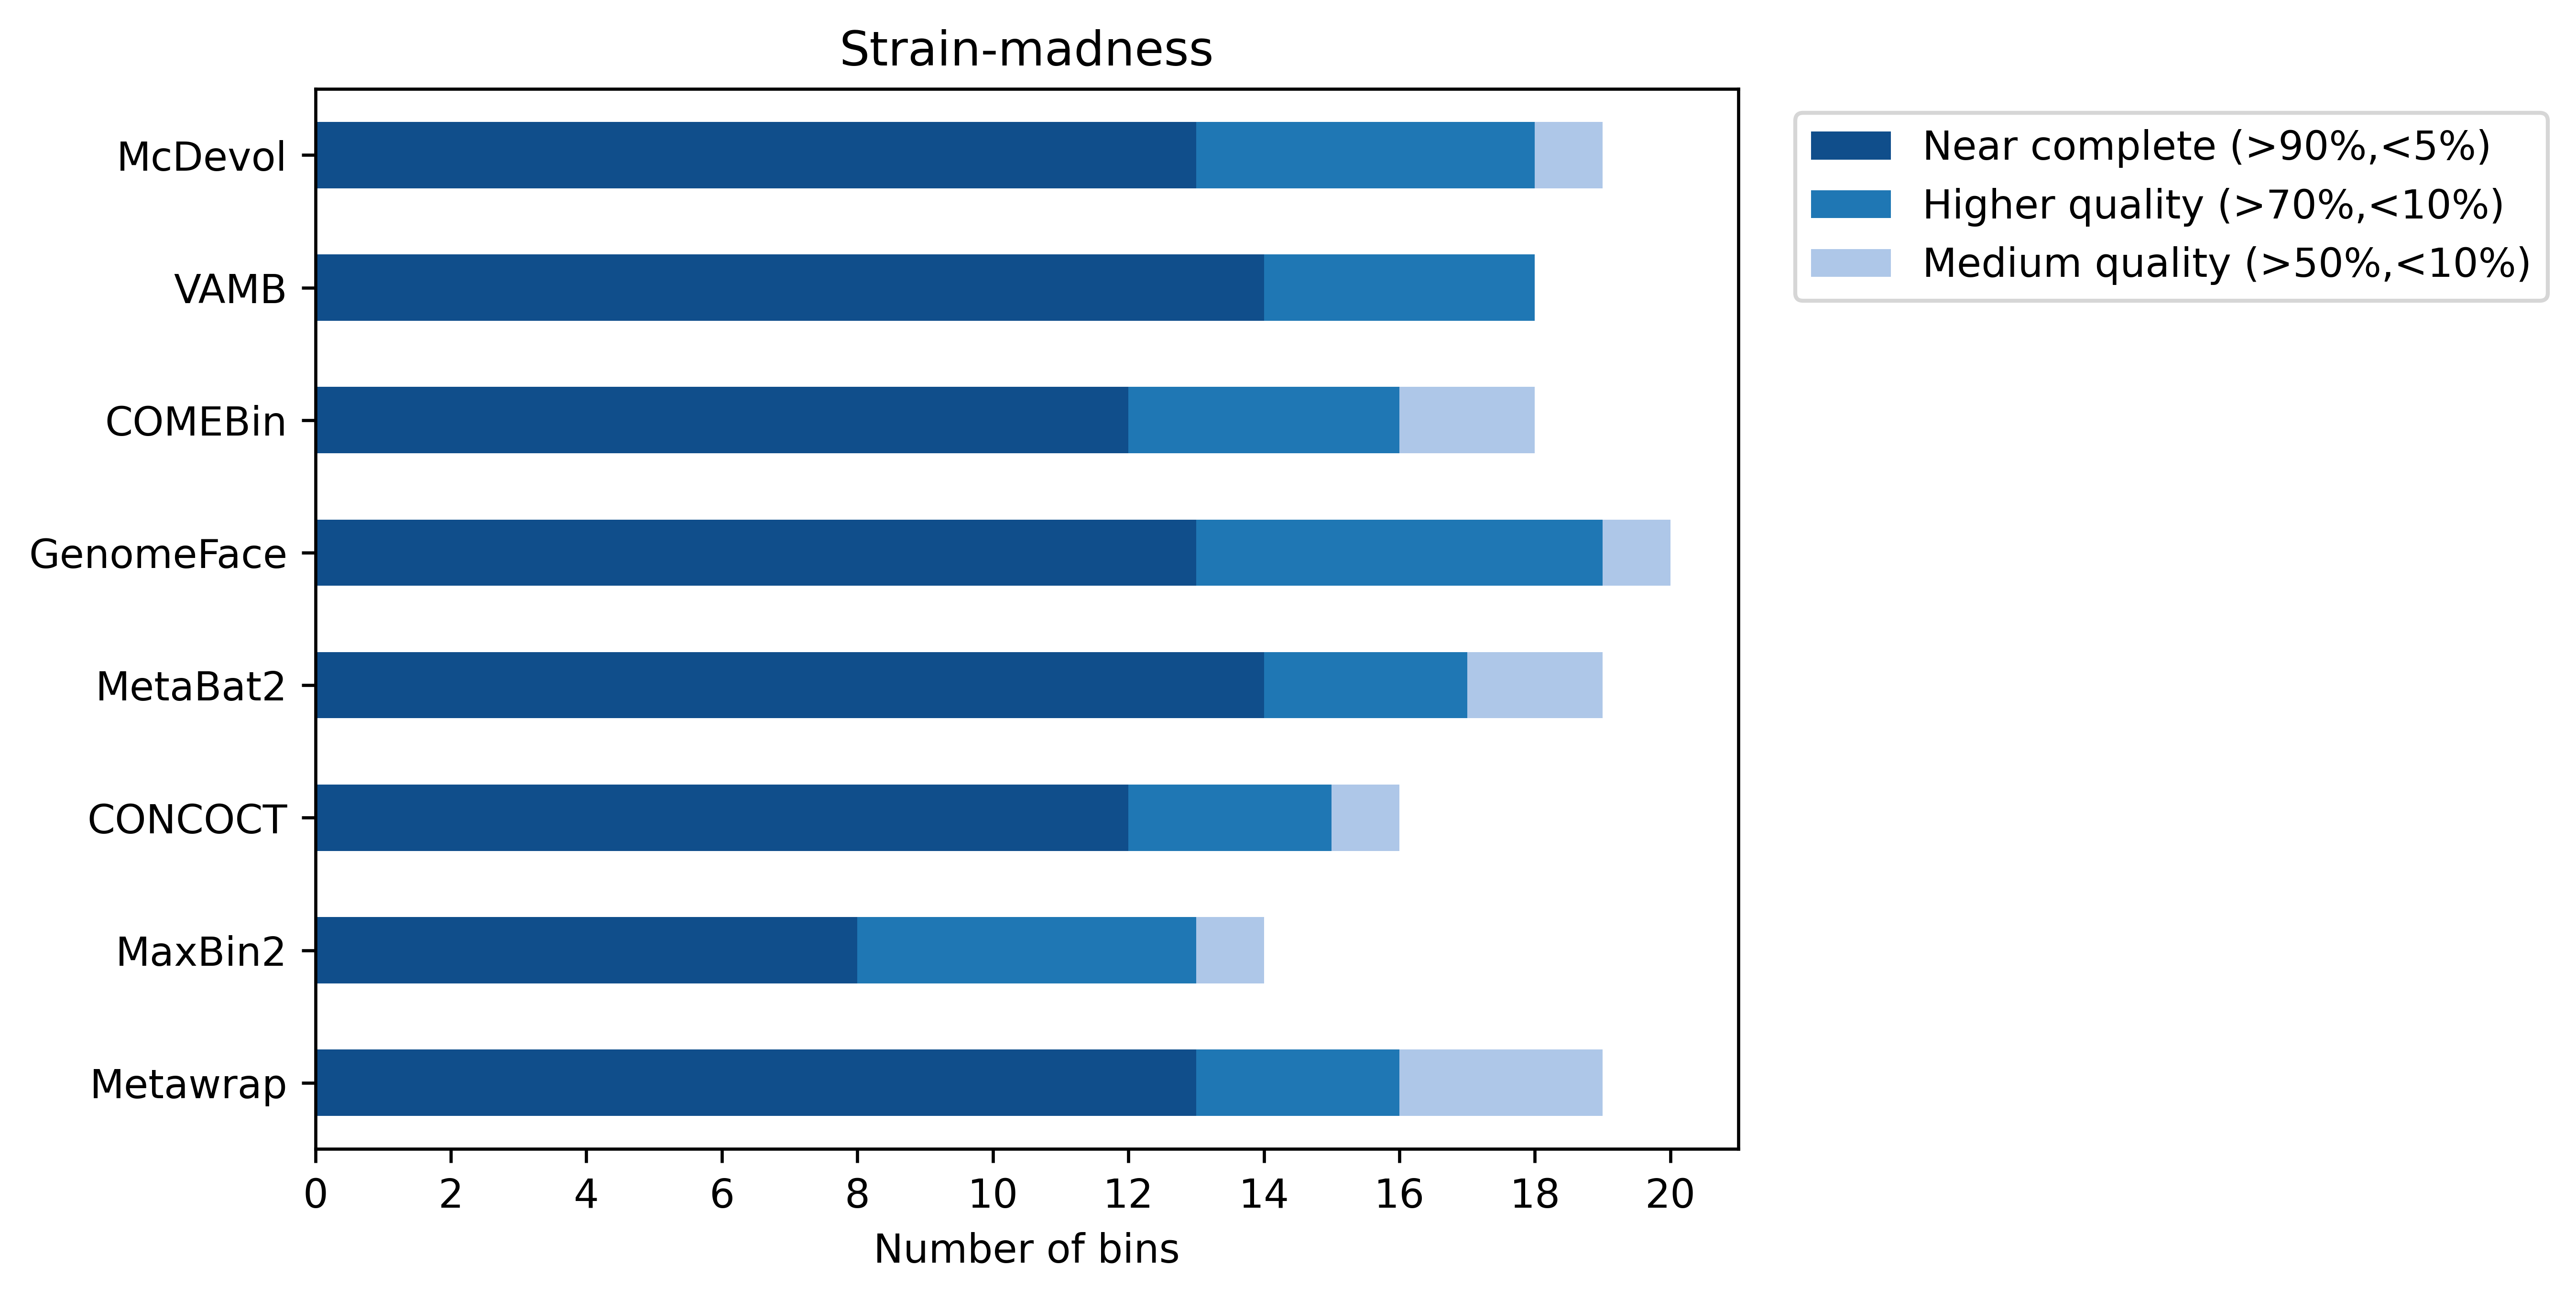 Strain-madness
McDevol
VAMB
COMEBin
GenomeFace
MetaBat2
CONCOCT
MaxBin2
Metawrap
0 2 4 6 8 10 12 14 16 18 20
Number of bins
Near complete (>90%,<5%)
Higher quality (>70%,<10%)
Medium quality (>50%,<10%)